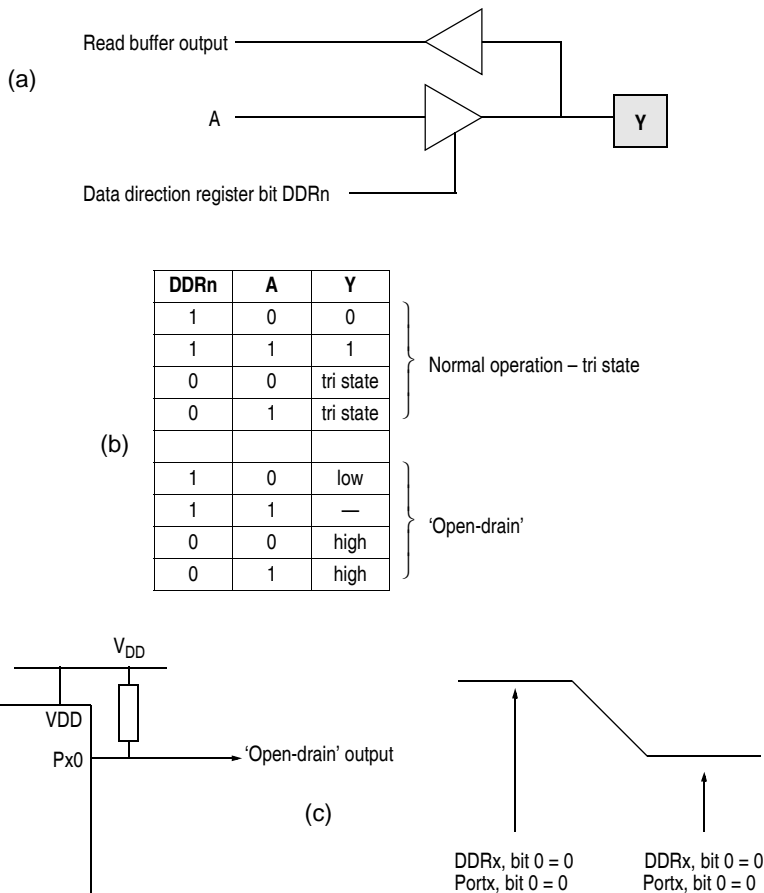 Read buffer output
(a)
A
Y
Data direction register bit DDRn
DDRn A Y
1 0 0
1 1 1
0 0 tri state
0 1 tri state
Normal operation – tri state
(b)
1 0 low
1 1 —
0 0 high
0 1 high
'Open-drain'
VDD
VDD
Px0
'Open-drain' output
(c)
DDRx, bit 0 = 0
Portx, bit 0 = 0
DDRx, bit 0 = 0
Portx, bit 0 = 0